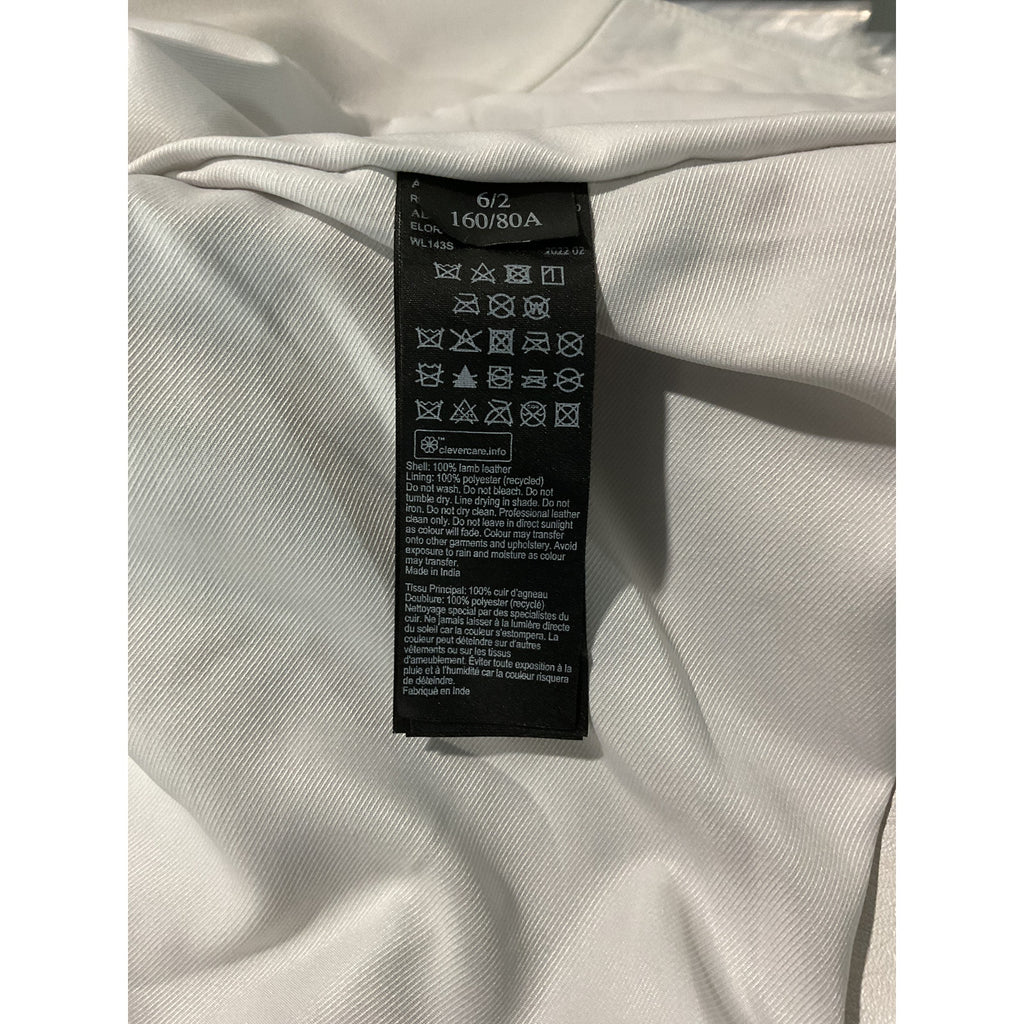 6/2
160/80A
ELOR
WL143S
2022 02
™
clevercare.info
Shell: 100% lamb leather
Lining: 100% polyester (recycled)
Do not wash. Do not bleach. Do not
tumble dry. Line drying in shade. Do not
iron. Do not dry clean. Professional leather
clean only. Do not leave in direct sunlight
as colour will fade. Colour may transfer
onto other garments and upholstery. Avoid
exposure to rain and moisture as colour
may transfer.
Made in India
Tissu Principal: 100% cuir d'agneau
Doublure: 100% polyester (recyclé)
Nettoyage special par des specialistes du
cuir. Ne jamais laisser à la lumière directe
du soleil car la couleur s'estompera. La
couleur peut déteindre sur d'autres
vêtements ou sur les tissus
d'ameublement. Éviter toute exposition à la
pluie et à l'humidité car la couleur risquera
de déteindre.
Fabriqué en Inde